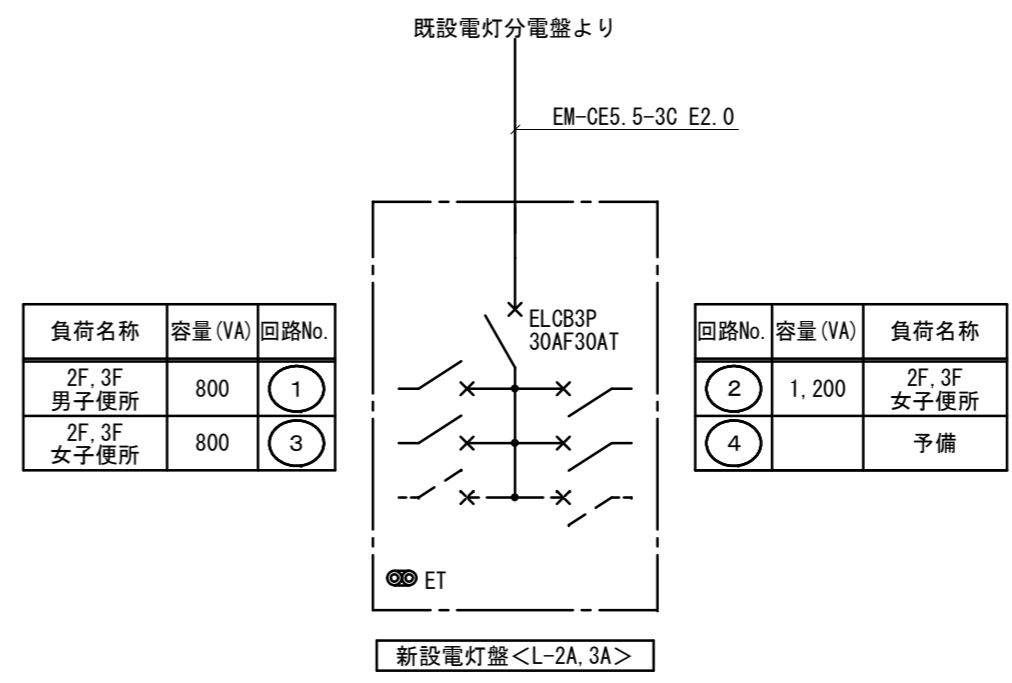 既設電灯分電盤より
EM-CE5.5-3C E2.0
ELCB3P
30AF30AT
負荷名称 容量(VA) 回路No.
2F,3F
男子便所 800 1
2F,3F
女子便所 800 3
回路No. 容量(VA) 負荷名称
2 1,200 2F,3F
女子便所
4 予備
ET
新設電灯盤<L-2A,3A>